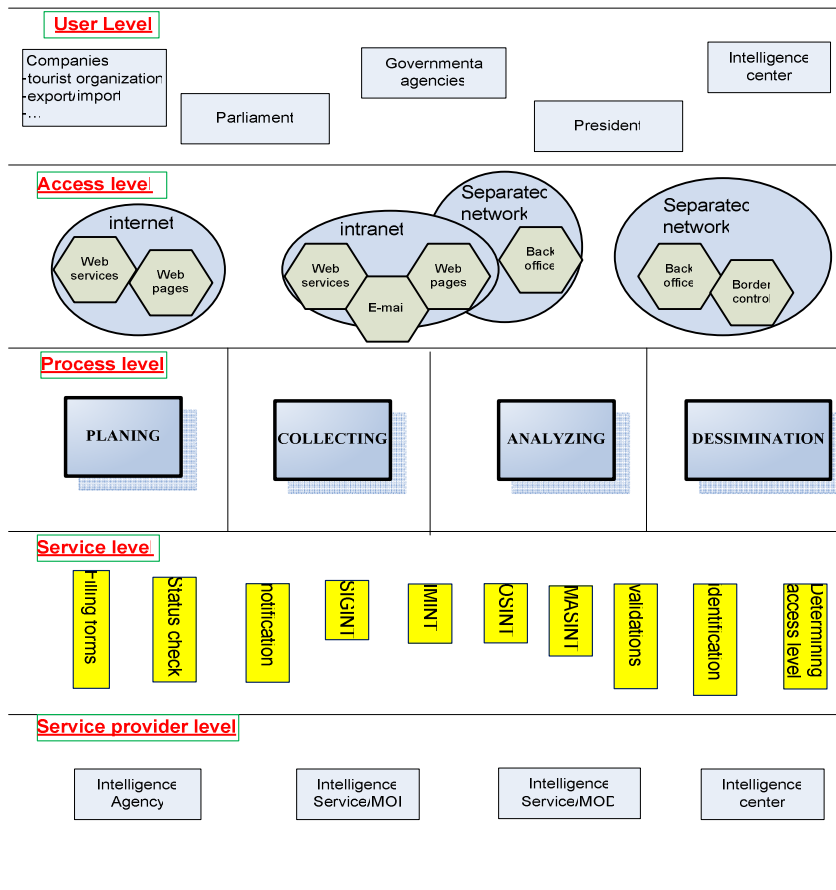 User Level
Companies
-tourist organization
-export/import
-...
Parliament
Governmenta
agencies
President
Intelligence
center
Access level
internet
Web
services
Web
pages
intranet
Web
services
E-mai
Web
pages
Separated
network
Back
office
Separated
network
Back
office
Border
control
Process level
PLANING
COLLECTING
ANALYZING
DESSIMINATION
Service level
Filling forms
Status check
notification
SIGINT
IMINT
OSINT
MASINT
validations
identification
Determining
access level
Service provider level
Intelligence
Agency
Intelligence
Service/MOI
Intelligence
Service/MOD
Intelligence
center